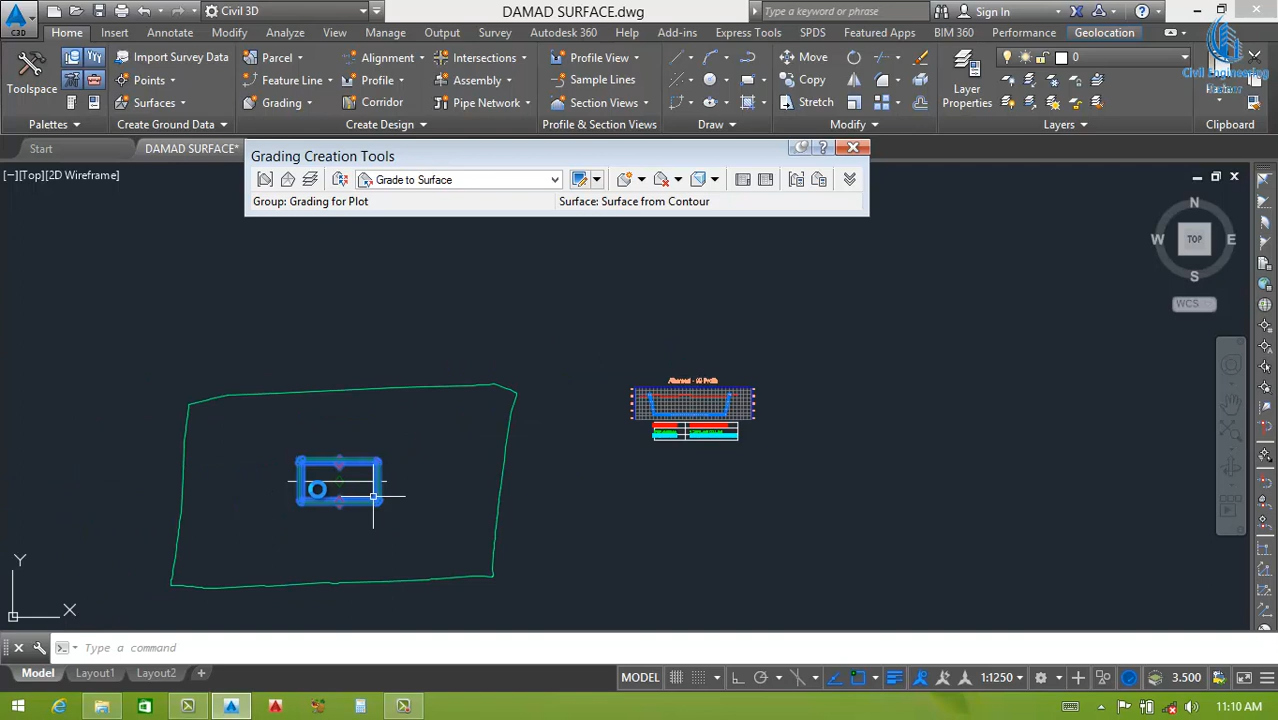 C3D
Civil 3D
DAMAD SURFACE.dwg
Type a keyword or phrase
Sign In
Home Insert Annotate Modify Analyze View Manage Output Survey Autodesk 360 Help Add-ins Express Tools SPDS Featured Apps BIM 360 Performance Geolocation
Toolspace
Import Survey Data
Points
Surfaces
Parcel
Feature Line
Grading
Alignment
Profile
Corridor
Intersections
Assembly
Pipe Network
Profile View
Sample Lines
Section Views
Move
Copy
Stretch
Layer
Properties
0
Civil Engineering
Palettes Create Ground Data Create Design Profile & Section Views Draw Modify Layers Clipboard
Start DAMAD SURFACE*
Grading Creation Tools
Grade to Surface
Group: Grading for Plot Surface: Surface from Contour
[−][Top][2D Wireframe]
N
W TOP E
S
WCS
Y
X
Type a command
Model Layout1 Layout2 +
MODEL 1:1250 3.500
11:10 AM